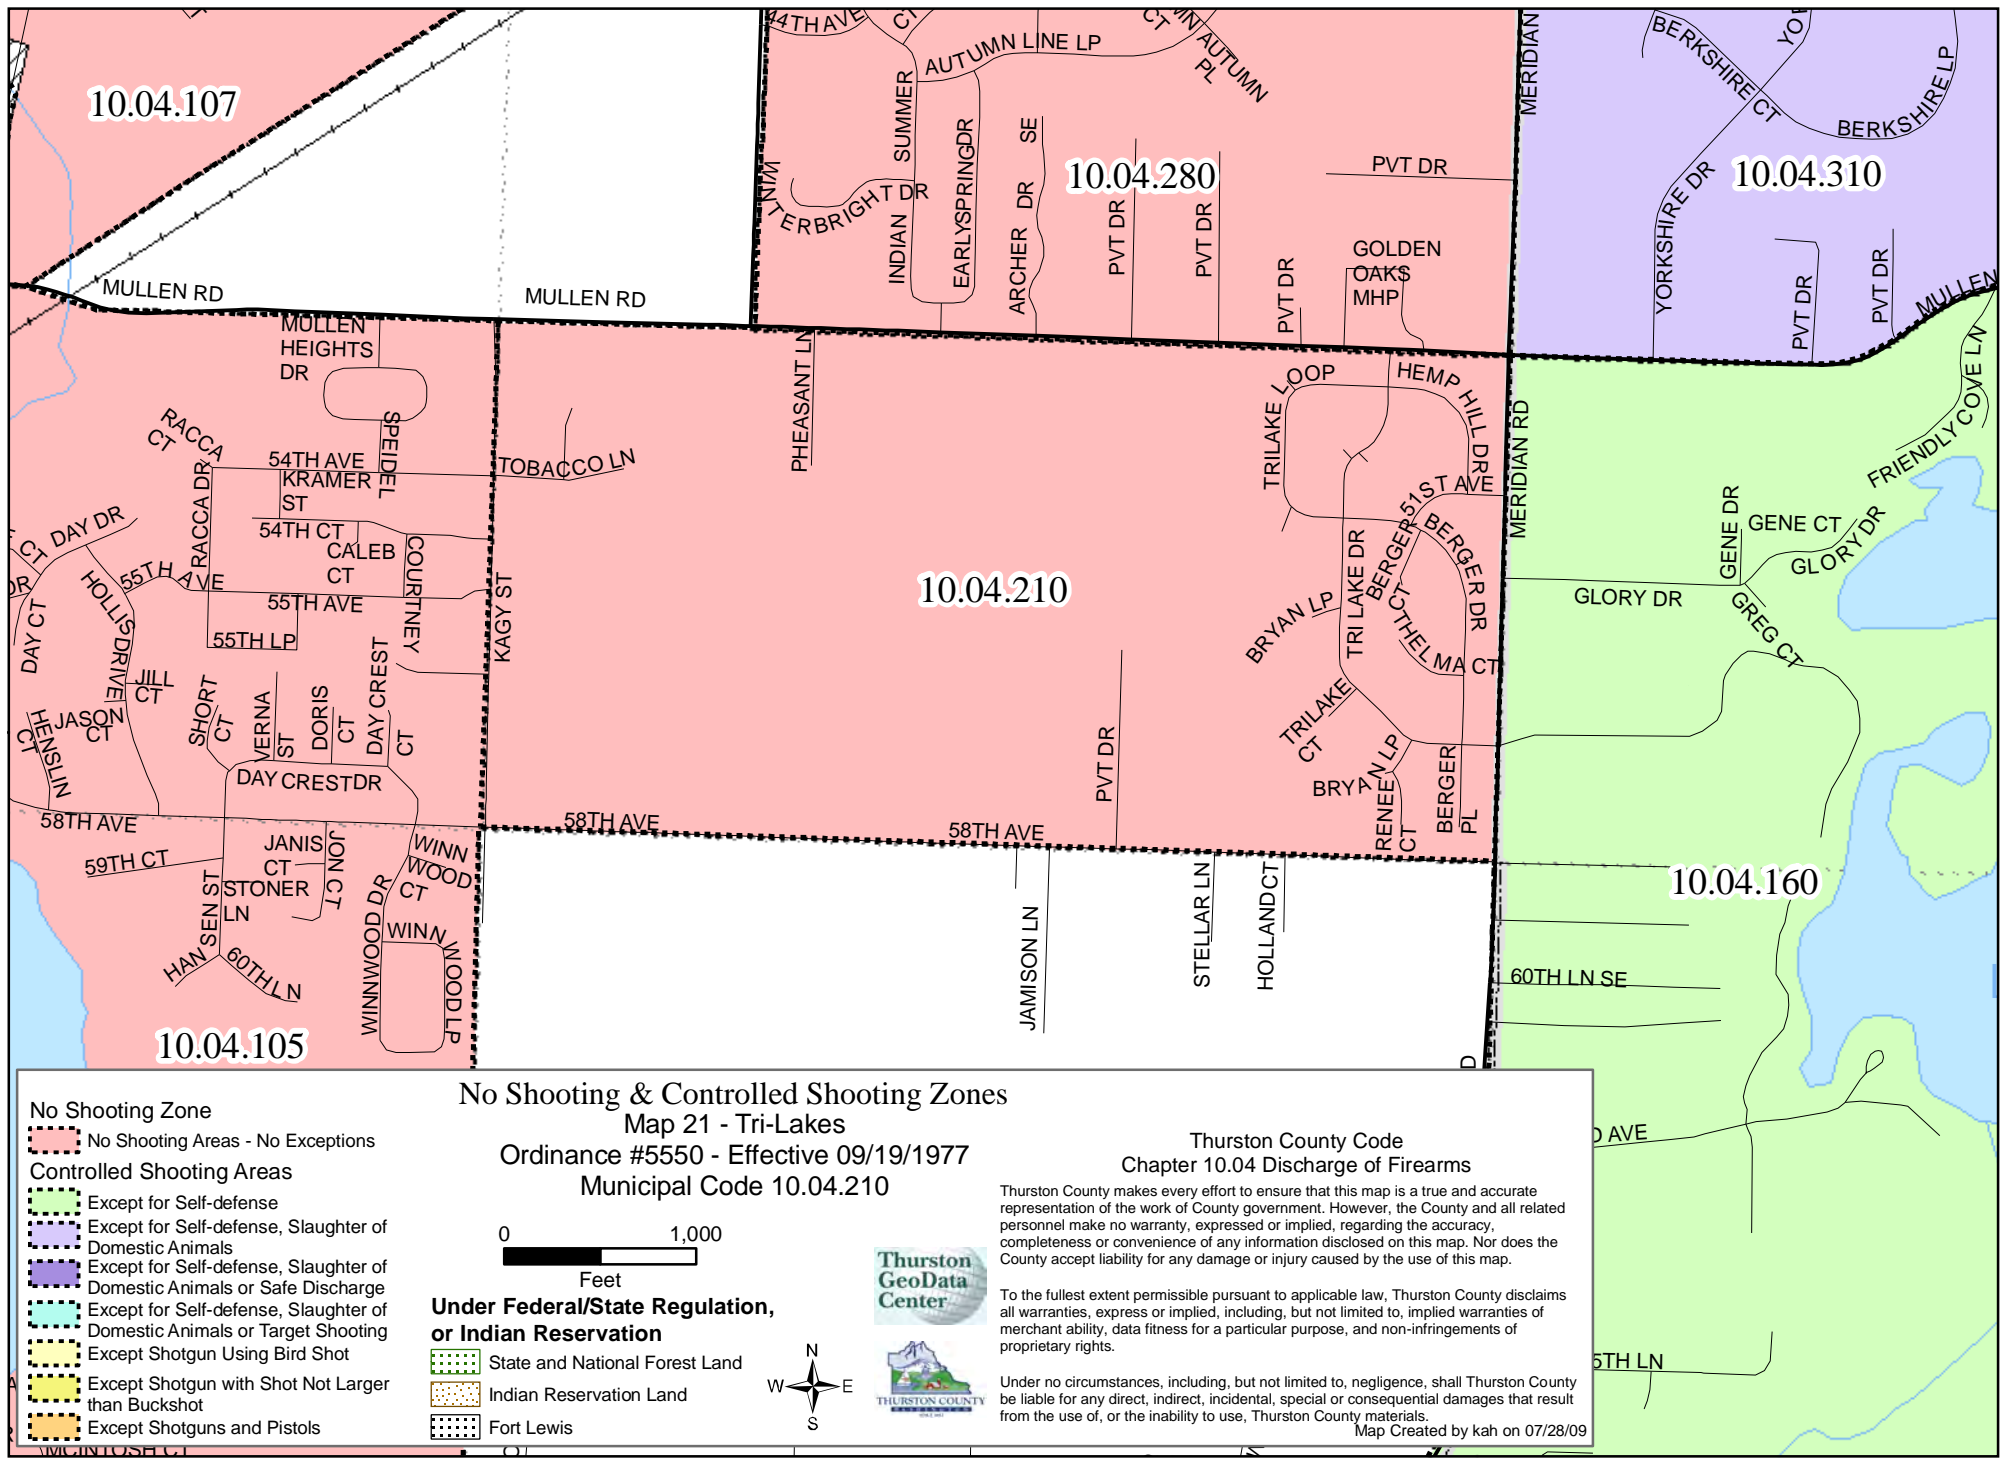 10.04.107
44TH AVE
CT
AUTUMN LINE LP
CT
AUTUMN
PL
MERIDIAN
BERKSHIRE CT
BERKSHIRE LP
10.04.310
YORKSHIRE DR
PVT DR
PVT DR
MULLEN
SUMMER
INDIAN
EARLYSPRING DR
WINTERBRIGHT DR
SE
DR
ARCHER
10.04.280
PVT DR
PVT DR
PVT DR
PVT DR
GOLDEN
OAKS
MHP
MULLEN RD
MULLEN RD
MULLEN
HEIGHTS
DR
SPEIDEL
RACCA
CT
54TH AVE
KRAMER
ST
RACCA DR
54TH CT
CALEB
CT
COURTNEY
DAY DR
CT
DR
DAY CT
HOLLIS DRIVE
55TH AVE
55TH AVE
55TH LP
KAGY ST
TOBACCO LN
PHEASANT LN
TRILAKE LOOP
HEMP HILL DR
51ST AVE
BERGER
CT
BERGER DR
TRI LAKE DR
THELMA CT
BRYAN LP
TRILAKE
CT
BRYAN LP
RENEE
CT
BERGER
PL
MERIDIAN RD
10.04.210
PVT DR
FRIENDLY COVE LN
GENE DR
GENE CT
GLORY DR
GLORY DR
GREG CT
JILL
CT
JASON
CT
HENSLIN
CT
SHORT
CT
VERNA
ST
DORIS
CT
DAY CREST
CT
DAY CREST DR
58TH AVE
58TH AVE
58TH AVE
59TH CT
JANIS
CT
JON CT
STONER
LN
HANSEN ST
60TH LN
WINN
WOOD
CT
WINNWOOD DR
WINN
WOOD LP
10.04.105
JAMISON LN
STELLAR LN
HOLLAND CT
10.04.160
60TH LN SE
D
D AVE
5TH LN
MCINTOSH CT
No Shooting & Controlled Shooting Zones
Map 21 - Tri-Lakes
Ordinance #5550 - Effective 09/19/1977
Municipal Code 10.04.210
No Shooting Zone
No Shooting Areas - No Exceptions
Controlled Shooting Areas
Except for Self-defense
Except for Self-defense, Slaughter of
Domestic Animals
Except for Self-defense, Slaughter of
Domestic Animals or Safe Discharge
Except for Self-defense, Slaughter of
Domestic Animals or Target Shooting
Except Shotgun Using Bird Shot
Except Shotgun with Shot Not Larger
than Buckshot
Except Shotguns and Pistols
0 1,000
Feet
Under Federal/State Regulation,
or Indian Reservation
State and National Forest Land
Indian Reservation Land
Fort Lewis
N
W E
S
Thurston
GeoData
Center
THURSTON COUNTY
WASHINGTON
Thurston County Code
Chapter 10.04 Discharge of Firearms
Thurston County makes every effort to ensure that this map is a true and accurate
representation of the work of County government. However, the County and all related
personnel make no warranty, expressed or implied, regarding the accuracy,
completeness or convenience of any information disclosed on this map. Nor does the
County accept liability for any damage or injury caused by the use of this map.
To the fullest extent permissible pursuant to applicable law, Thurston County disclaims
all warranties, express or implied, including, but not limited to, implied warranties of
merchant ability, data fitness for a particular purpose, and non-infringements of
proprietary rights.
Under no circumstances, including, but not limited to, negligence, shall Thurston County
be liable for any direct, indirect, incidental, special or consequential damages that result
from the use of, or the inability to use, Thurston County materials.
Map Created by kah on 07/28/09